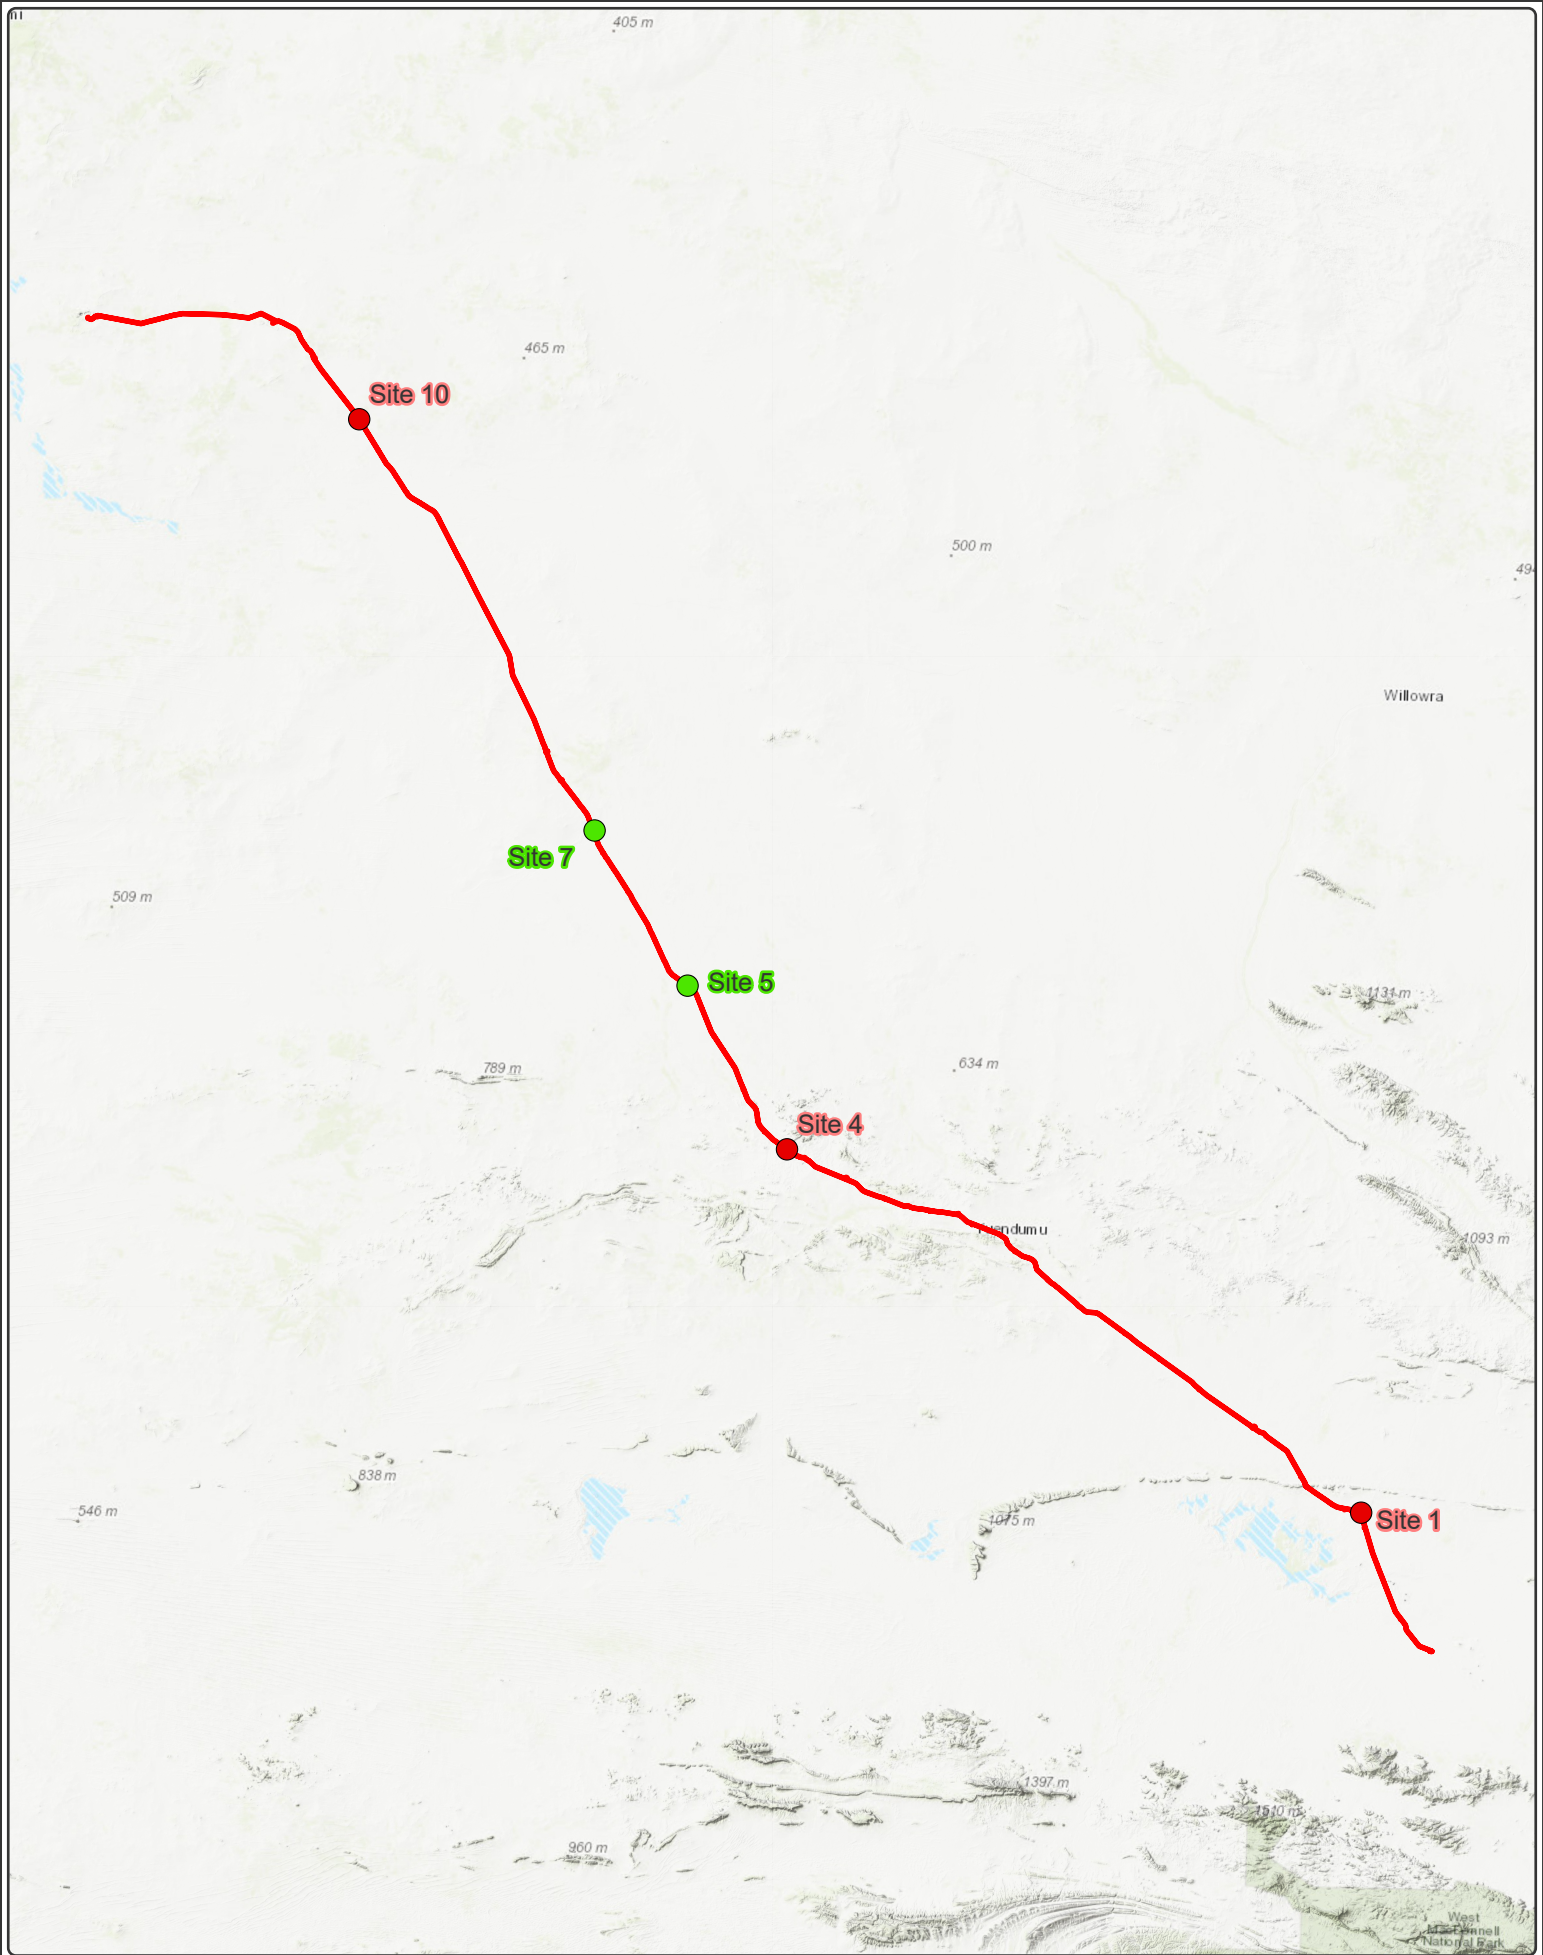 405 m
465 m
Site 10
500 m
Willowra
Site 7
509 m
Site 5
1131 m
789 m
634 m
Site 4
1093 m
838 m
546 m
1075 m
Site 1
1397 m
1510 m
960 m
West
National Park